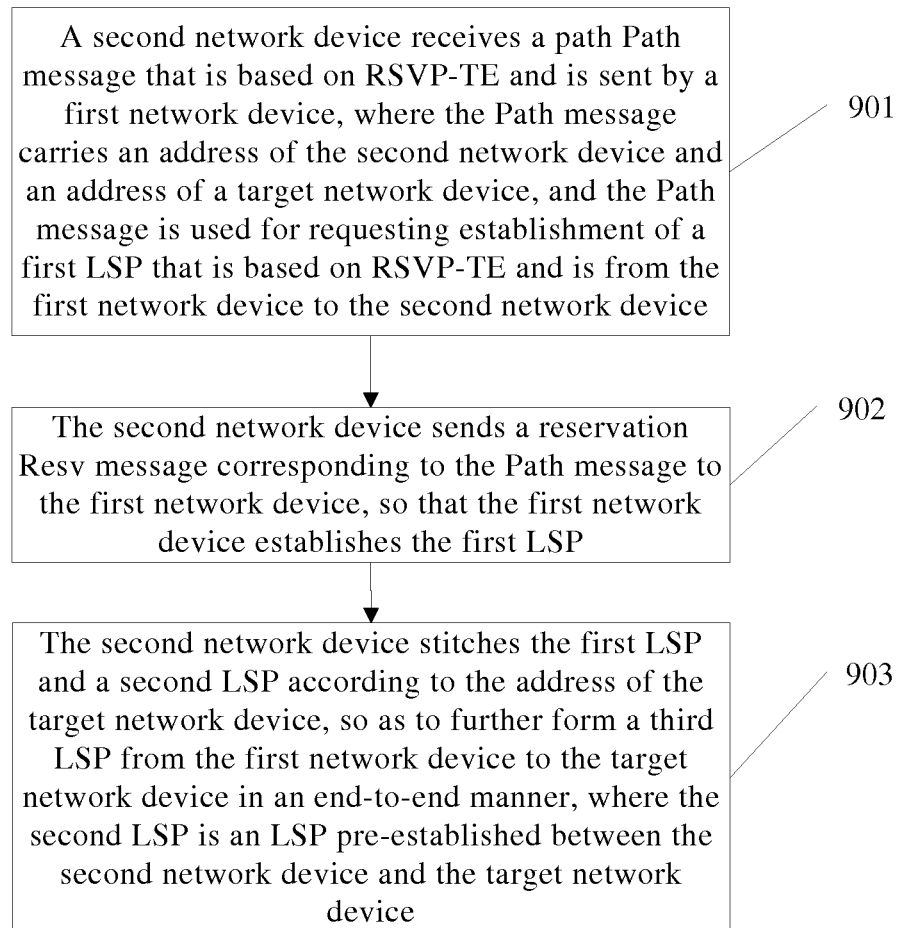 A second network device receives a path Path
message that is based on RSVP-TE and is sent by a
first network device, where the Path message
carries an address of the second network device and
an address of a target network device, and the Path
message is used for requesting establishment of a
first LSP that is based on RSVP-TE and is from the
first network device to the second network device
901
The second network device sends a reservation
Resv message corresponding to the Path message to
the first network device, so that the first network
device establishes the first LSP
902
The second network device stitches the first LSP
and a second LSP according to the address of the
target network device, so as to further form a third
LSP from the first network device to the target
network device in an end-to-end manner, where the
second LSP is an LSP pre-established between the
second network device and the target network
device
903